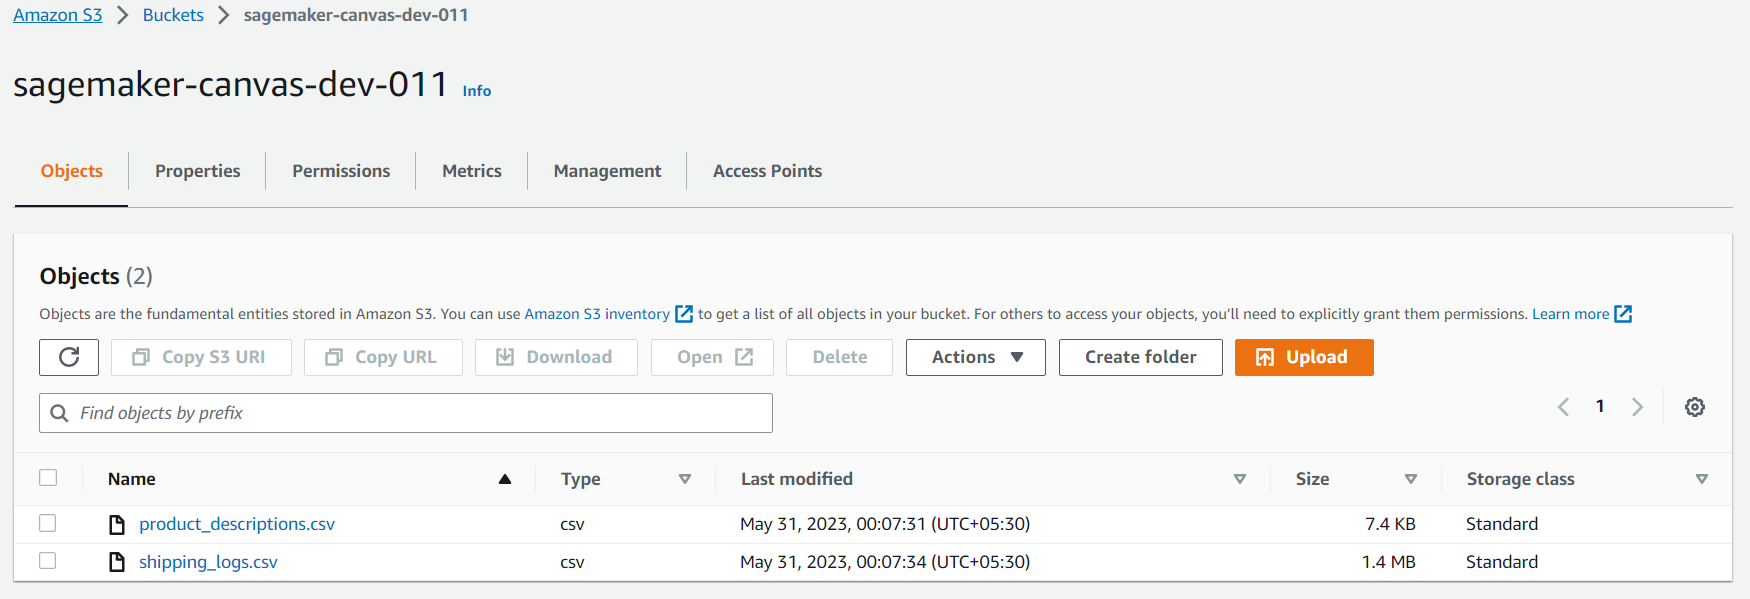 Amazon S3 Buckets sagemaker-canvas-dev-011
sagemaker-canvas-dev-011 Info
Objects Properties Permissions Metrics Management Access Points
Objects (2)
Objects are the fundamental entities stored in Amazon S3. You can use Amazon S3 inventory to get a list of all objects in your bucket. For others to access your objects, you’ll need to explicitly grant them permissions. Learn more
Copy S3 URI Copy URL Download Open Delete Actions Create folder Upload
Find objects by prefix 1
Name Type Last modified Size Storage class
product_descriptions.csv csv May 31, 2023, 00:07:31 (UTC+05:30) 7.4 KB Standard
shipping_logs.csv csv May 31, 2023, 00:07:34 (UTC+05:30) 1.4 MB Standard